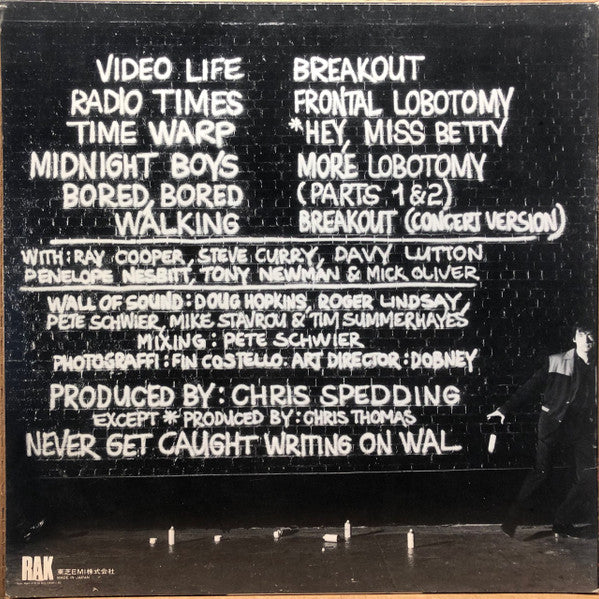 VIDEO LIFE
RADIO TIMES
TIME WARP
MIDNIGHT BOYS
BORED, BORED
WALKING
BREAKOUT
FRONTAL LOBOTOMY
*HEY, MISS BETTY
MORE LOBOTOMY
(PARTS 1&2)
BREAKOUT (CONCERT VERSION)
WITH: RAY COOPER, STEVE CURRY, DAVY LUTTON
PENELOPE NESBITT, TONY NEWMAN & MICK OLIVER
WALL OF SOUND: DOUG HOPKINS, ROGER LINDSAY,
PETE SCHWIER, MIKE STAVROU & TIM SUMMERHAYES
MIXING: PETE SCHWIER
PHOTOGRAFFI: FIN COSTELLO. ART DIRECTOR: DOBNEY
PRODUCED BY: CHRIS SPEDDING
EXCEPT * PRODUCED BY: CHRIS THOMAS
NEVER GET CAUGHT WRITING ON WAL
RAK 東芝EMI株式会社
MADE IN JAPAN